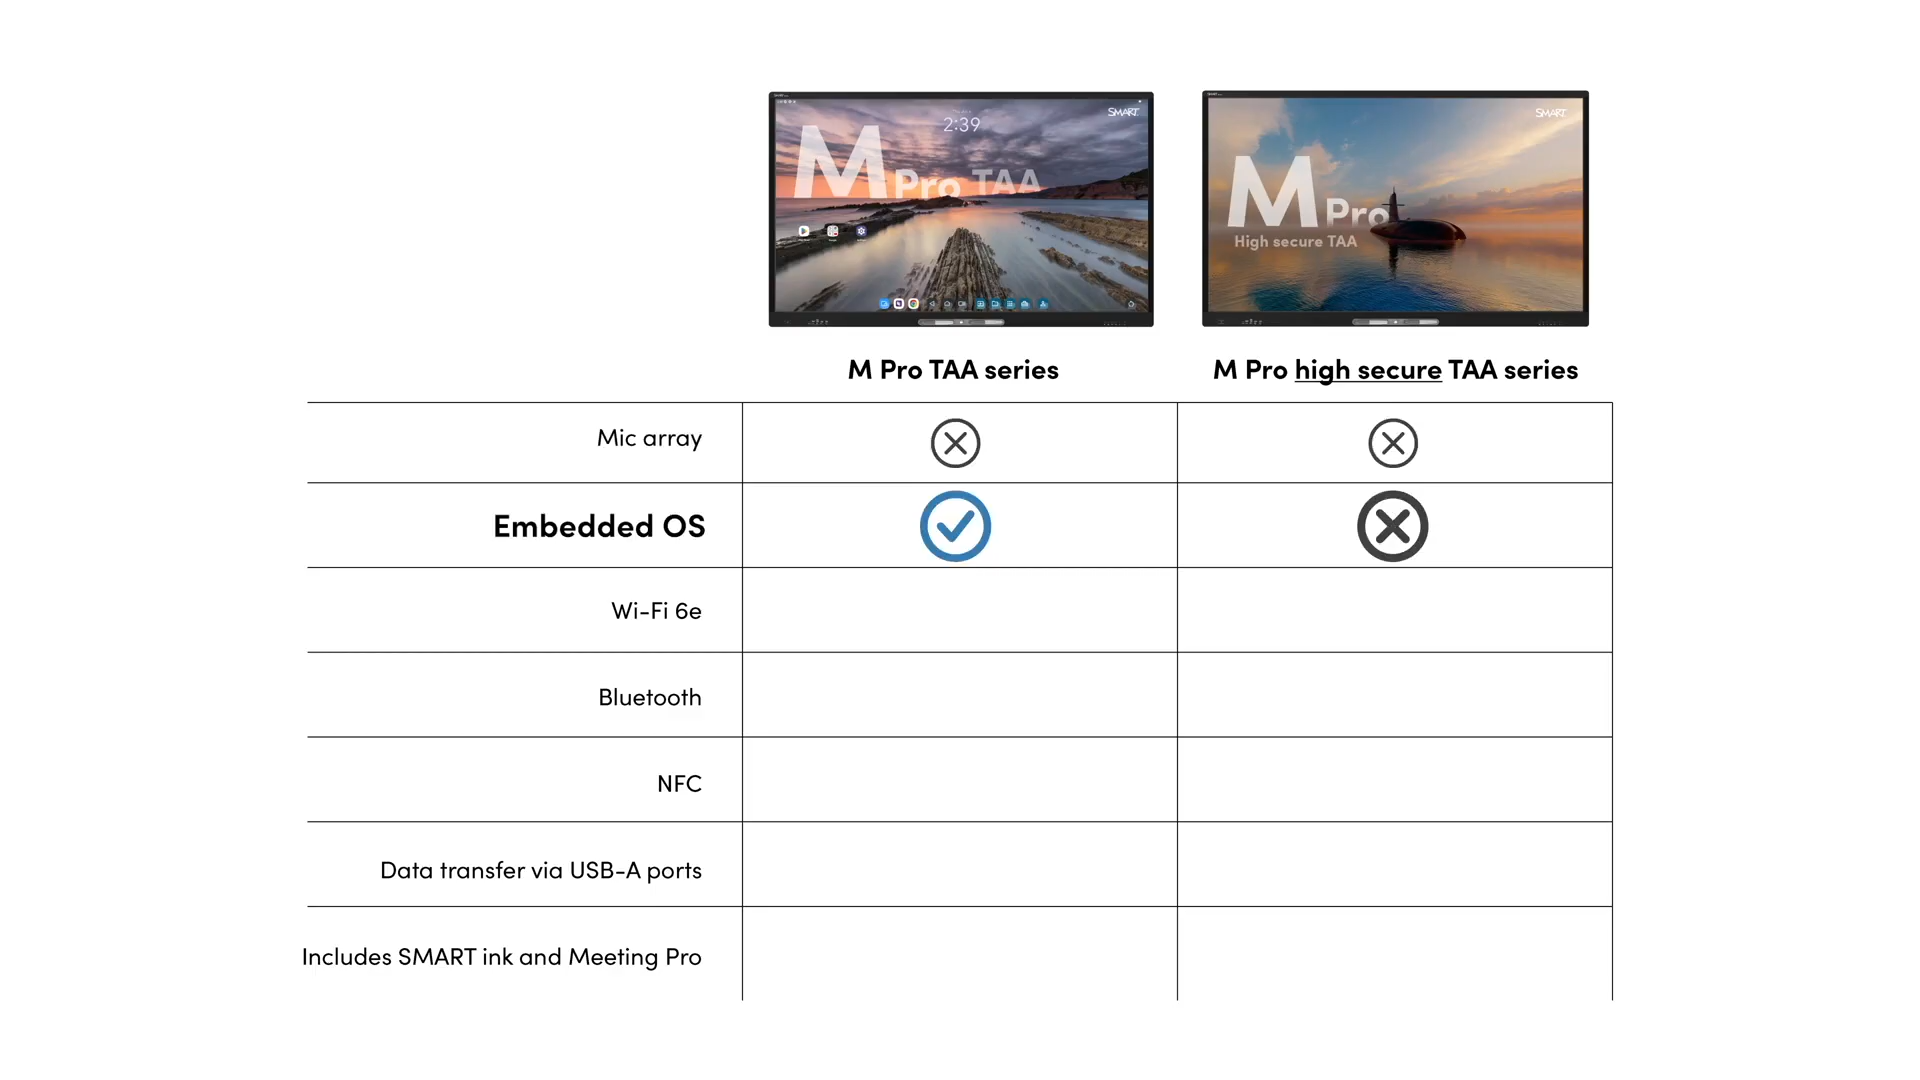 SMART
2:39
M Pro TAA
SMART
M Pro
High secure TAA
M Pro TAA series
M Pro high secure TAA series
Mic array
Embedded OS
Wi-Fi 6e
Bluetooth
NFC
Data transfer via USB-A ports
Includes SMART ink and Meeting Pro